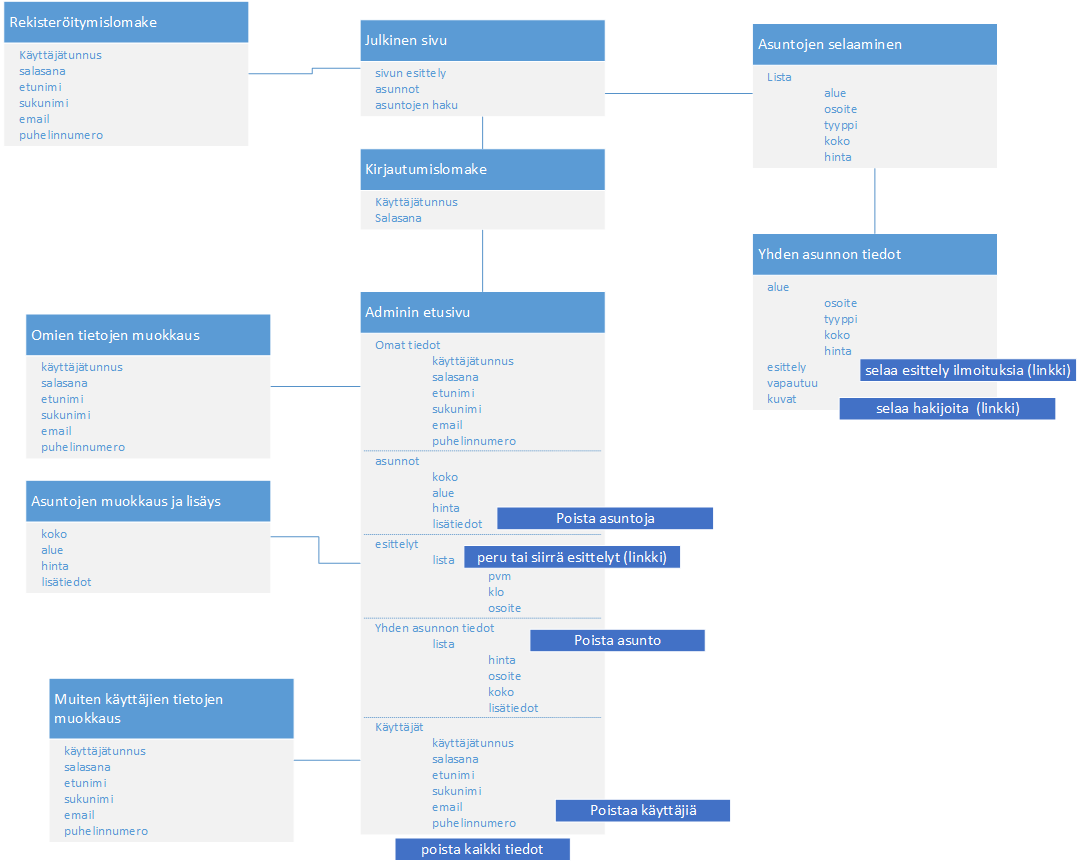 Rekisteröitymislomake
Käyttäjätunnus
salasana
etunimi
sukunimi
email
puhelinnumero
Julkinen sivu
sivun esittely
asunnot
asuntojen haku
Asuntojen selaaminen
Lista
alue
osoite
tyyppi
koko
hinta
Kirjautumislomake
Käyttäjätunnus
Salasana
Yhden asunnon tiedot
alue
osoite
tyyppi
koko
hinta
esittely
selaa esittely ilmoituksia (linkki)
vapautuu
kuvat
selaa hakijoita (linkki)
Omien tietojen muokkaus
käyttäjätunnus
salasana
etunimi
sukunimi
email
puhelinnumero
Asuntojen muokkaus ja lisäys
koko
alue
hinta
lisätiedot
Muiten käyttäjien tietojen
muokkaus
käyttäjätunnus
salasana
etunimi
sukunimi
email
puhelinnumero
Adminin etusivu
Omat tiedot
käyttäjätunnus
salasana
etunimi
sukunimi
email
puhelinnumero
asunnot
koko
alue
hinta
lisätiedot
Poista asuntoja
esittelyt
lista
peru tai siirrä esittelyt (linkki)
pvm
klo
osoite
Yhden asunnon tiedot
lista
Poista asunto
hinta
osoite
koko
lisätiedot
Käyttäjät
käyttäjätunnus
salasana
etunimi
sukunimi
email
Poistaa käyttäjiä
puhelinnumero
poista kaikki tiedot